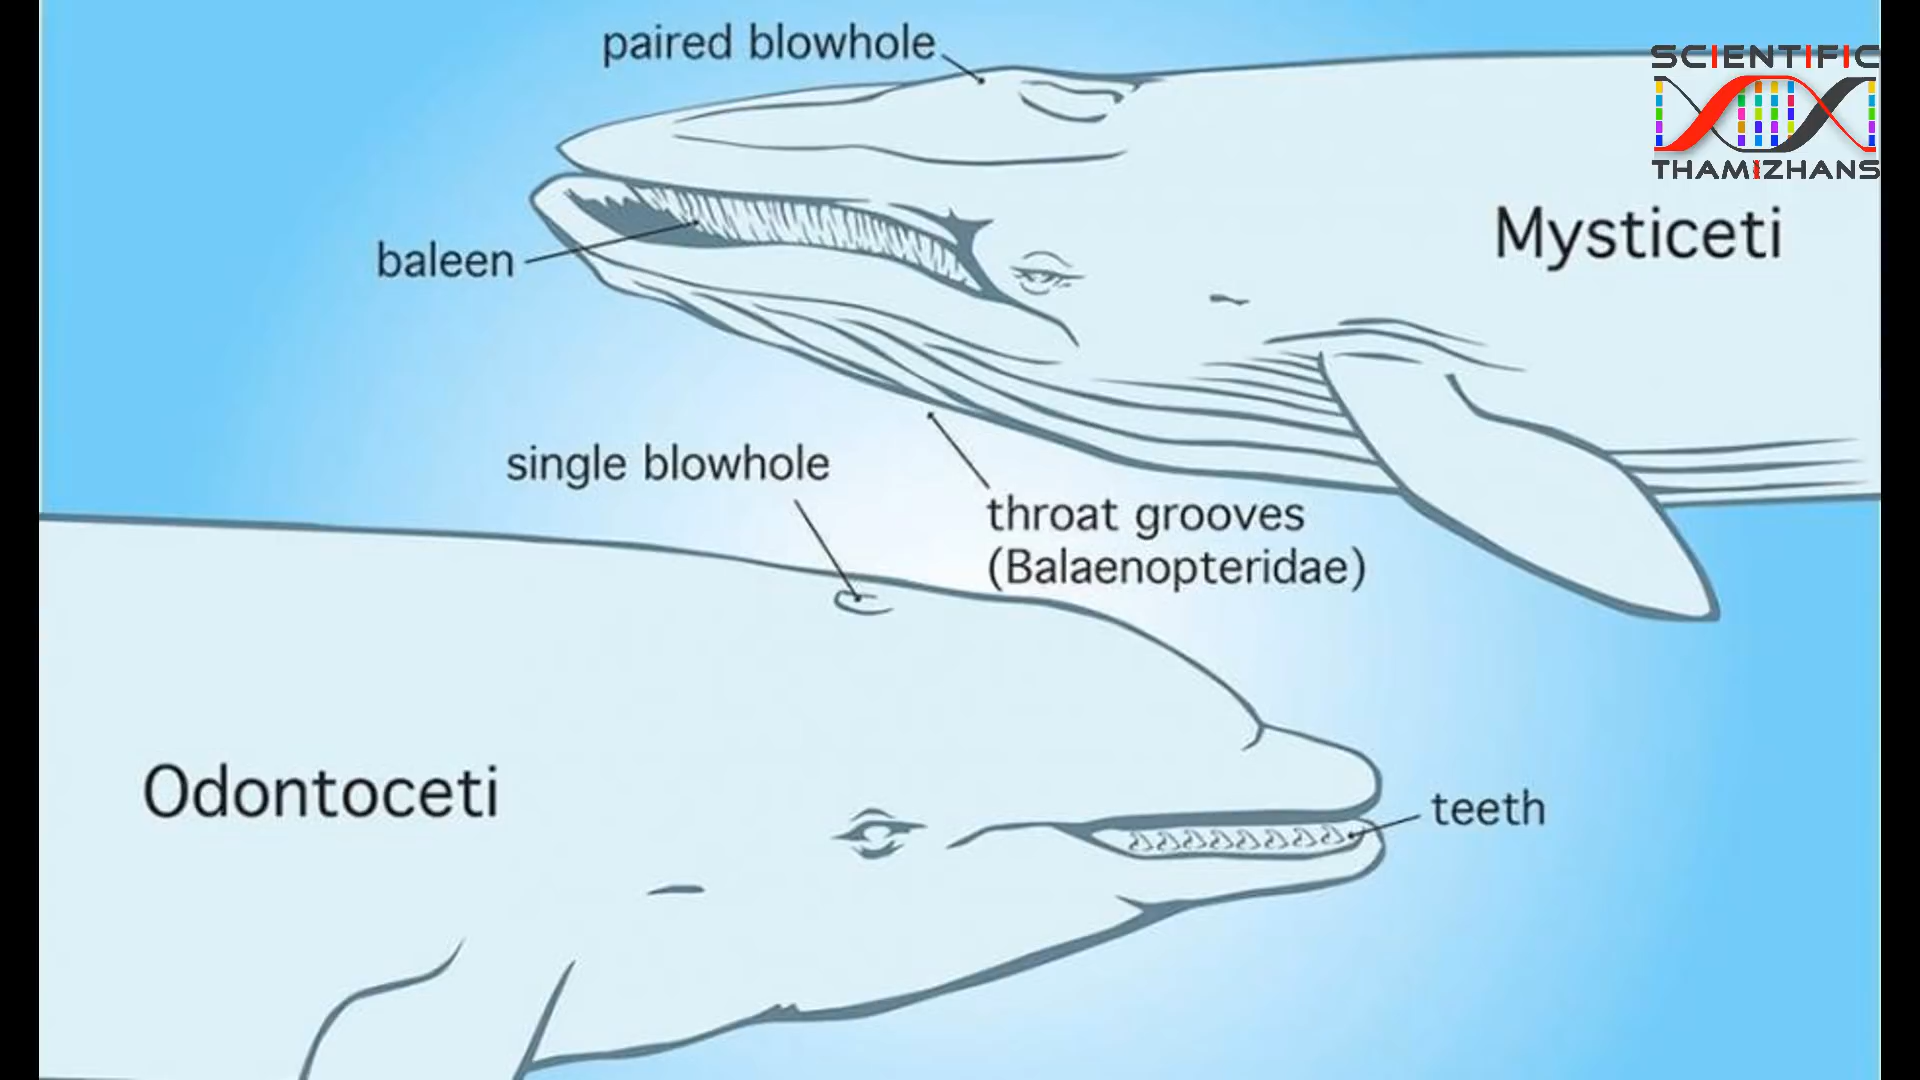 paired blowhole
SCIENTIFIC
THAMIZHANS
Mysticeti
baleen
single blowhole
throat grooves
(Balaenopteridae)
Odontoceti
teeth